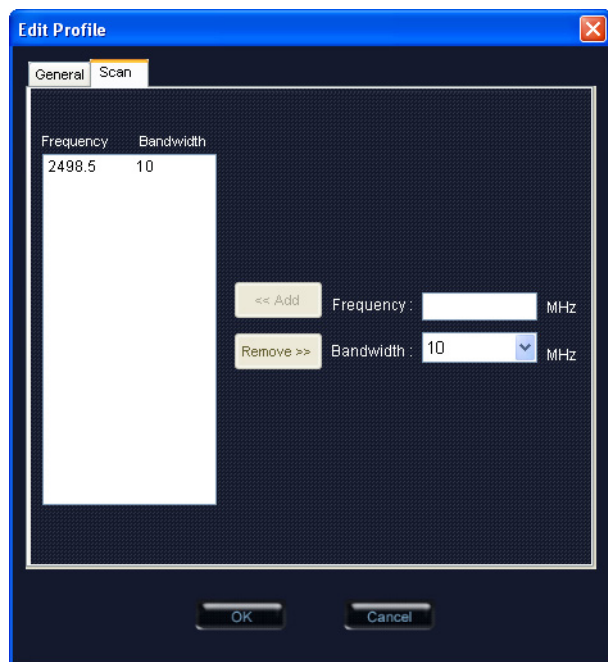 Edit Profile
General Scan
Frequency Bandwidth
2498.5 10
<< Add Frequency : MHz
Remove >> Bandwidth : 10 MHz
OK Cancel